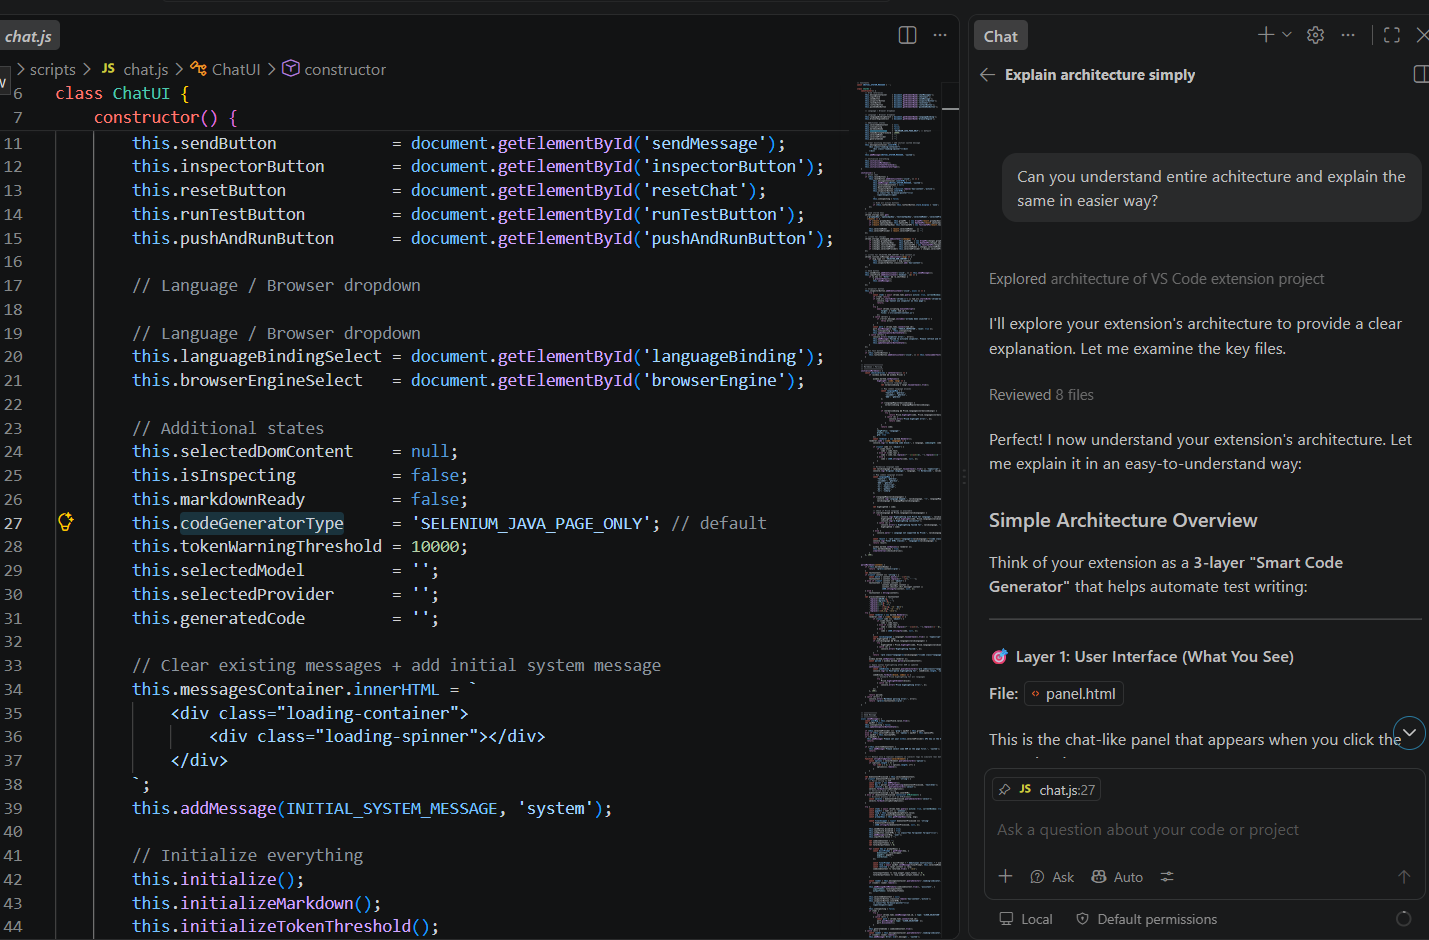 chat.js
scripts > JS chat.js > ChatUI > constructor
6 class ChatUI {
7 constructor() {
11 this.sendButton = document.getElementById('sendMessage');
12 this.inspectorButton = document.getElementById('inspectorButton');
13 this.resetButton = document.getElementById('resetChat');
14 this.runTestButton = document.getElementById('runTestButton');
15 this.pushAndRunButton = document.getElementById('pushAndRunButton');
16
17 // Language / Browser dropdown
18
19 // Language / Browser dropdown
20 this.languageBindingSelect = document.getElementById('languageBinding');
21 this.browserEngineSelect = document.getElementById('browserEngine');
22
23 // Additional states
24 this.selectedDomContent = null;
25 this.isInspecting = false;
26 this.markdownReady = false;
27 this.codeGeneratorType = 'SELENIUM_JAVA_PAGE_ONLY'; // default
28 this.tokenWarningThreshold = 10000;
29 this.selectedModel = '';
30 this.selectedProvider = '';
31 this.generatedCode = '';
32
33 // Clear existing messages + add initial system message
34 this.messagesContainer.innerHTML = `
35 <div class="loading-container">
36 <div class="loading-spinner"></div>
37 </div>
38 `;
39 this.addMessage(INITIAL_SYSTEM_MESSAGE, 'system');
40
41 // Initialize everything
42 this.initialize();
43 this.initializeMarkdown();
44 this.initializeTokenThreshold();
Chat
Explain architecture simply
Can you understand entire achitecture and explain the
same in easier way?
Explored architecture of VS Code extension project
I'll explore your extension's architecture to provide a clear
explanation. Let me examine the key files.
Reviewed 8 files
Perfect! I now understand your extension's architecture. Let
me explain it in an easy-to-understand way:
Simple Architecture Overview
Think of your extension as a 3-layer "Smart Code
Generator" that helps automate test writing:
🎯 Layer 1: User Interface (What You See)
File: panel.html
This is the chat-like panel that appears when you click the
JS chat.js:27
Ask a question about your code or project
Ask Auto
Local Default permissions